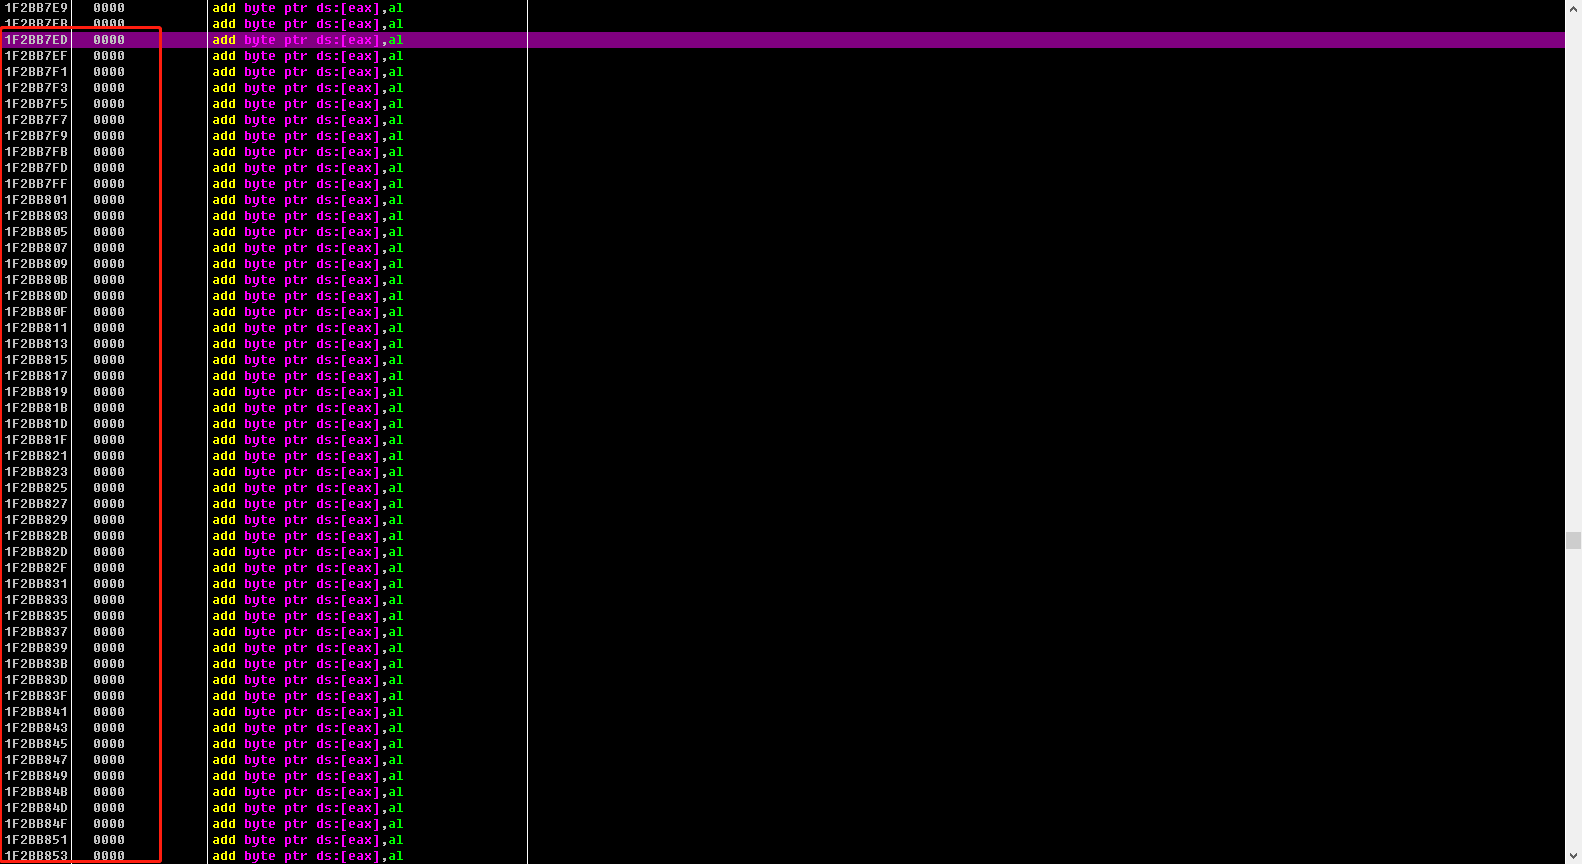 1F2BB7E9 0000 add byte ptr ds:[eax],al
1F2BB7EB 0000 add byte ptr ds:[eax],al
1F2BB7ED 0000 add byte ptr ds:[eax],al
1F2BB7EF 0000 add byte ptr ds:[eax],al
1F2BB7F1 0000 add byte ptr ds:[eax],al
1F2BB7F3 0000 add byte ptr ds:[eax],al
1F2BB7F5 0000 add byte ptr ds:[eax],al
1F2BB7F7 0000 add byte ptr ds:[eax],al
1F2BB7F9 0000 add byte ptr ds:[eax],al
1F2BB7FB 0000 add byte ptr ds:[eax],al
1F2BB7FD 0000 add byte ptr ds:[eax],al
1F2BB7FF 0000 add byte ptr ds:[eax],al
1F2BB801 0000 add byte ptr ds:[eax],al
1F2BB803 0000 add byte ptr ds:[eax],al
1F2BB805 0000 add byte ptr ds:[eax],al
1F2BB807 0000 add byte ptr ds:[eax],al
1F2BB809 0000 add byte ptr ds:[eax],al
1F2BB80B 0000 add byte ptr ds:[eax],al
1F2BB80D 0000 add byte ptr ds:[eax],al
1F2BB80F 0000 add byte ptr ds:[eax],al
1F2BB811 0000 add byte ptr ds:[eax],al
1F2BB813 0000 add byte ptr ds:[eax],al
1F2BB815 0000 add byte ptr ds:[eax],al
1F2BB817 0000 add byte ptr ds:[eax],al
1F2BB819 0000 add byte ptr ds:[eax],al
1F2BB81B 0000 add byte ptr ds:[eax],al
1F2BB81D 0000 add byte ptr ds:[eax],al
1F2BB81F 0000 add byte ptr ds:[eax],al
1F2BB821 0000 add byte ptr ds:[eax],al
1F2BB823 0000 add byte ptr ds:[eax],al
1F2BB825 0000 add byte ptr ds:[eax],al
1F2BB827 0000 add byte ptr ds:[eax],al
1F2BB829 0000 add byte ptr ds:[eax],al
1F2BB82B 0000 add byte ptr ds:[eax],al
1F2BB82D 0000 add byte ptr ds:[eax],al
1F2BB82F 0000 add byte ptr ds:[eax],al
1F2BB831 0000 add byte ptr ds:[eax],al
1F2BB833 0000 add byte ptr ds:[eax],al
1F2BB835 0000 add byte ptr ds:[eax],al
1F2BB837 0000 add byte ptr ds:[eax],al
1F2BB839 0000 add byte ptr ds:[eax],al
1F2BB83B 0000 add byte ptr ds:[eax],al
1F2BB83D 0000 add byte ptr ds:[eax],al
1F2BB83F 0000 add byte ptr ds:[eax],al
1F2BB841 0000 add byte ptr ds:[eax],al
1F2BB843 0000 add byte ptr ds:[eax],al
1F2BB845 0000 add byte ptr ds:[eax],al
1F2BB847 0000 add byte ptr ds:[eax],al
1F2BB849 0000 add byte ptr ds:[eax],al
1F2BB84B 0000 add byte ptr ds:[eax],al
1F2BB84D 0000 add byte ptr ds:[eax],al
1F2BB84F 0000 add byte ptr ds:[eax],al
1F2BB851 0000 add byte ptr ds:[eax],al
1F2BB853 0000 add byte ptr ds:[eax],al